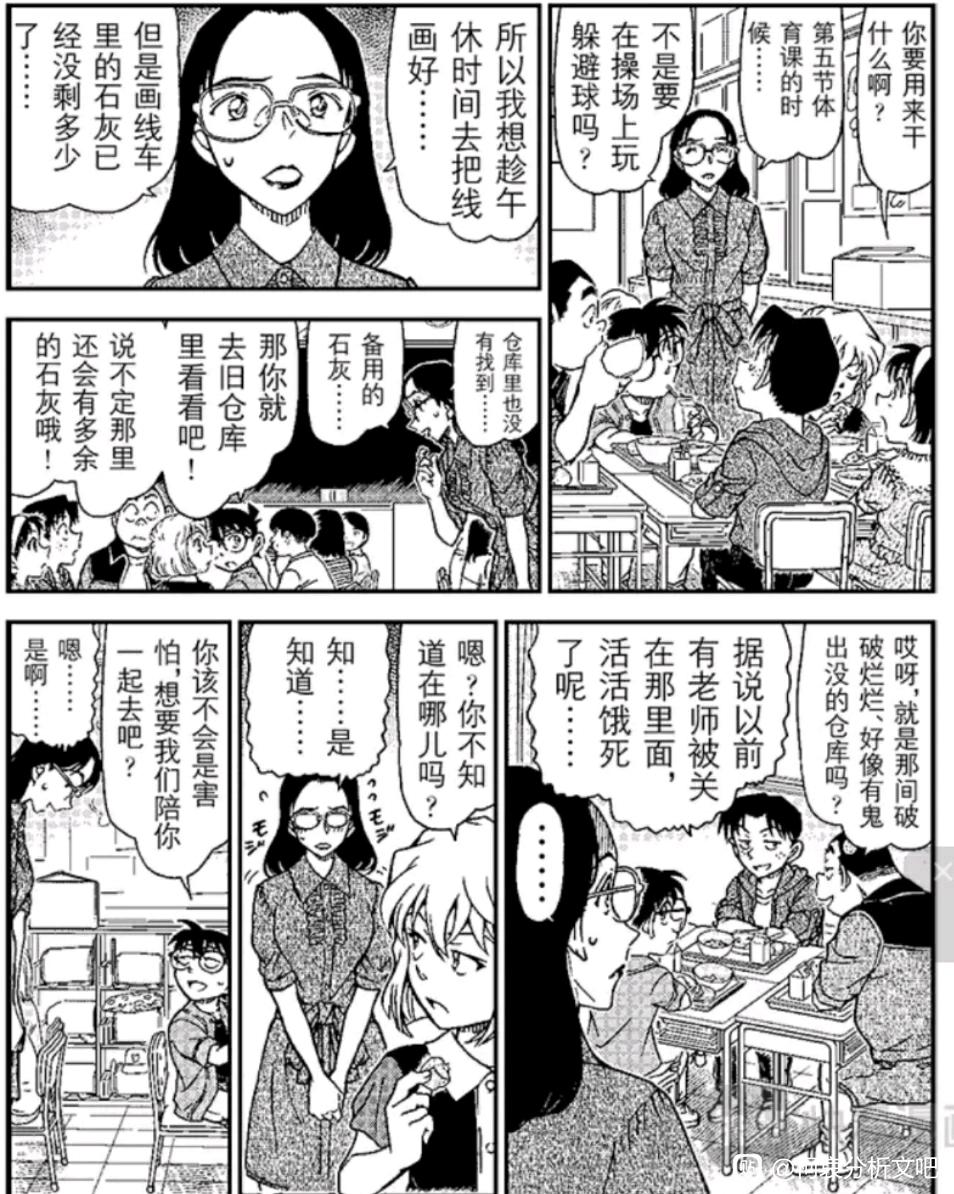 你要用来干
什么啊？
第五节体
育课的时
候……
不是要
在操场上玩
躲避球吗？
所以我想趁午
休时间去把线
画好……
但是画线车
里的石灰已
经没剩多少
了……
仓库里也没
有找到……
备用的
石灰…
那你就
去旧仓库
里看看吧！
说不定那里
还会有多余
的石灰哦！
哎呀，就是那间破
破烂烂、好像有鬼
出没的仓库吗？
据说以前
有老师被关
在那里面，
活活饿死
了呢……
……
嗯？你不知
道在哪儿吗？
知……是
知道……
モジ
モジ
你该不会是害
怕，想要我们陪你
一起去吧？
嗯……
是啊……